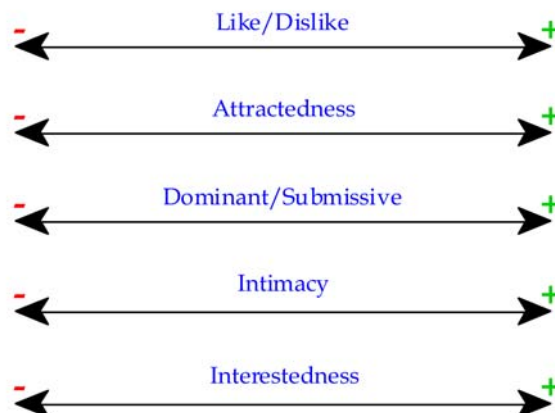 Like/Dislike
- +
Attractedness
- +
Dominant/Submissive
- +
Intimacy
- +
Interestedness
- +